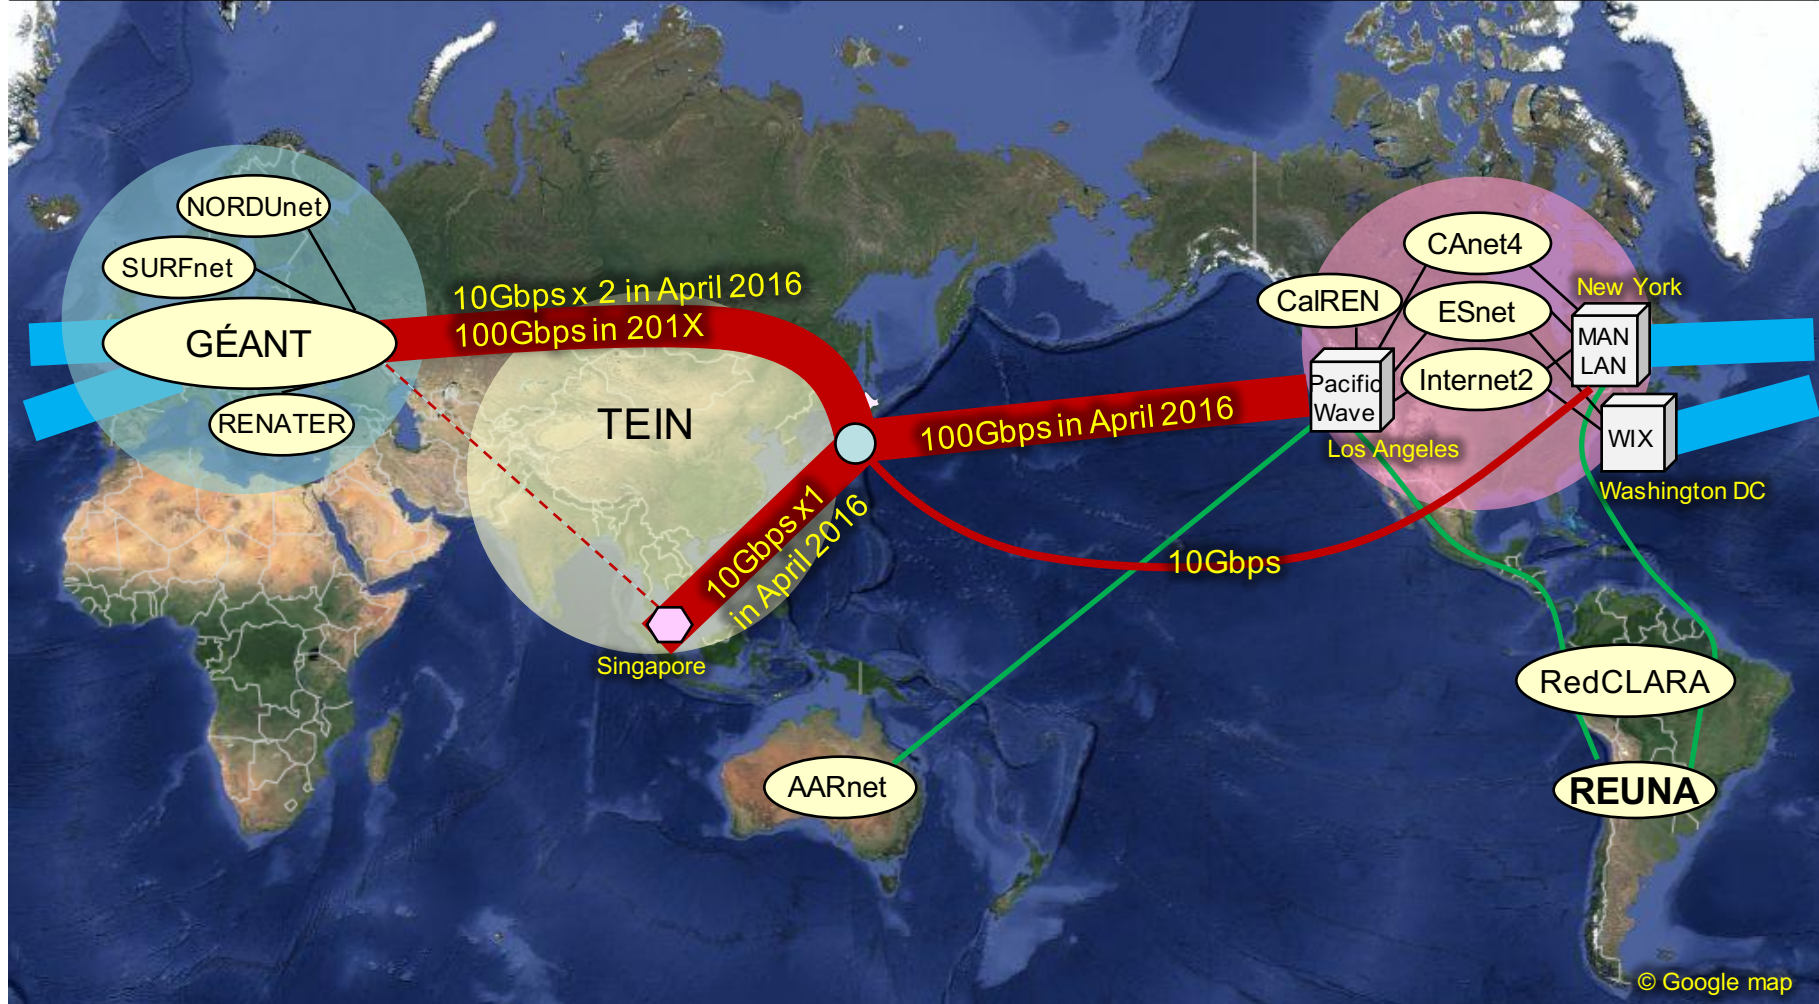 NORDUnet
SURFnet
GÉANT
RENATER
10Gbps x 2 in April 2016
100Gbps in 201X
TEIN
10Gbps x1
in April 2016
Singapore
100Gbps in April 2016
10Gbps
AARnet
CAnet4
CalREN
ESnet
Internet2
Pacific
Wave
Los Angeles
New York
MAN
LAN
WIX
Washington DC
RedCLARA
REUNA
© Google map